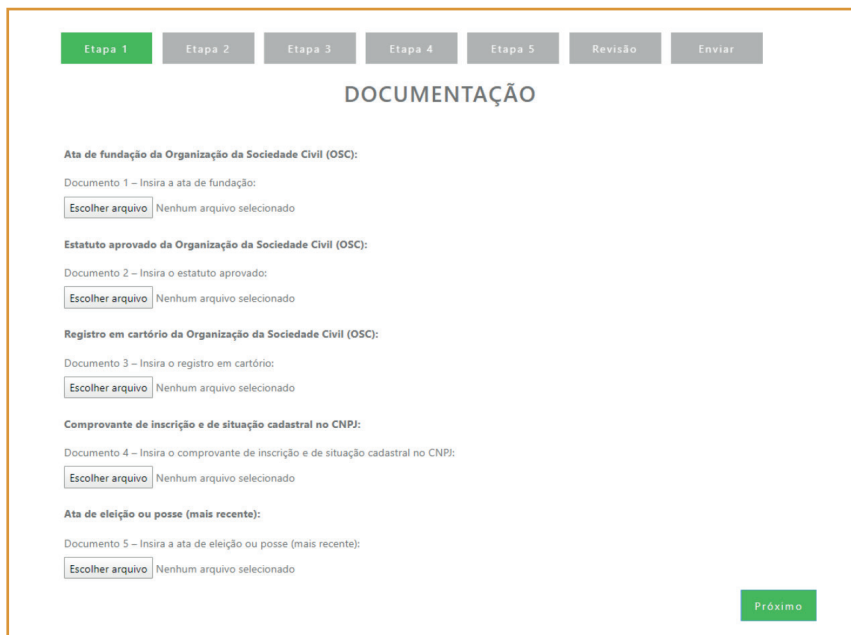 Etapa 1 Etapa 2 Etapa 3 Etapa 4 Etapa 5 Revisão Enviar
DOCUMENTAÇÃO
Ata de fundação da Organização da Sociedade Civil (OSC):
Documento 1 – Insira a ata de fundação:
Escolher arquivo Nenhum arquivo selecionado
Estatuto aprovado da Organização da Sociedade Civil (OSC):
Documento 2 – Insira o estatuto aprovado:
Escolher arquivo Nenhum arquivo selecionado
Registro em cartório da Organização da Sociedade Civil (OSC):
Documento 3 – Insira o registro em cartório:
Escolher arquivo Nenhum arquivo selecionado
Comprovante de inscrição e de situação cadastral no CNPJ:
Documento 4 – Insira o comprovante de inscrição e de situação cadastral no CNPJ:
Escolher arquivo Nenhum arquivo selecionado
Ata de eleição ou posse (mais recente):
Documento 5 – Insira a ata de eleição ou posse (mais recente):
Escolher arquivo Nenhum arquivo selecionado
Próximo